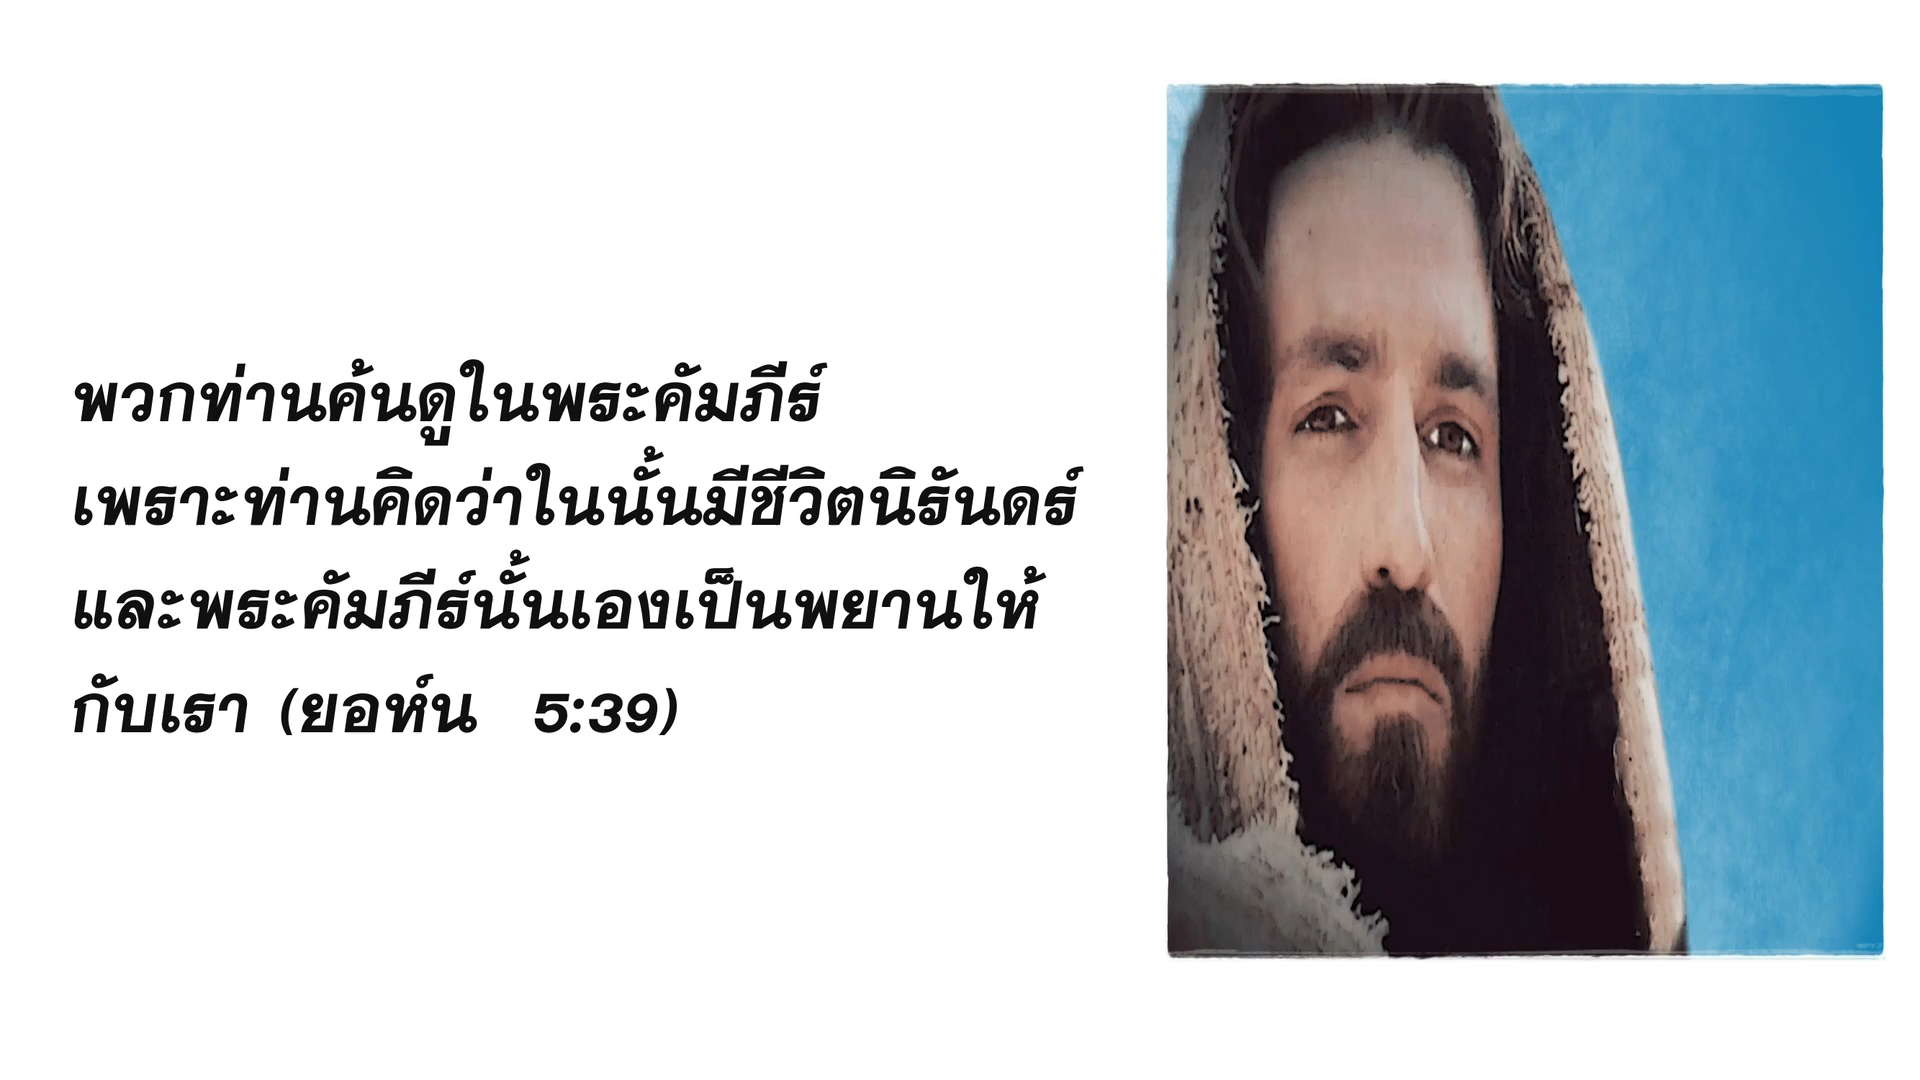 พวกท่านค้นดูในพระคัมภีร์
เพราะท่านคิดว่าในนั้นมีชีวิตนิรันดร์
และพระคัมภีร์นั้นเองเป็นพยานให้
กับเรา (ยอห์น 5:39)